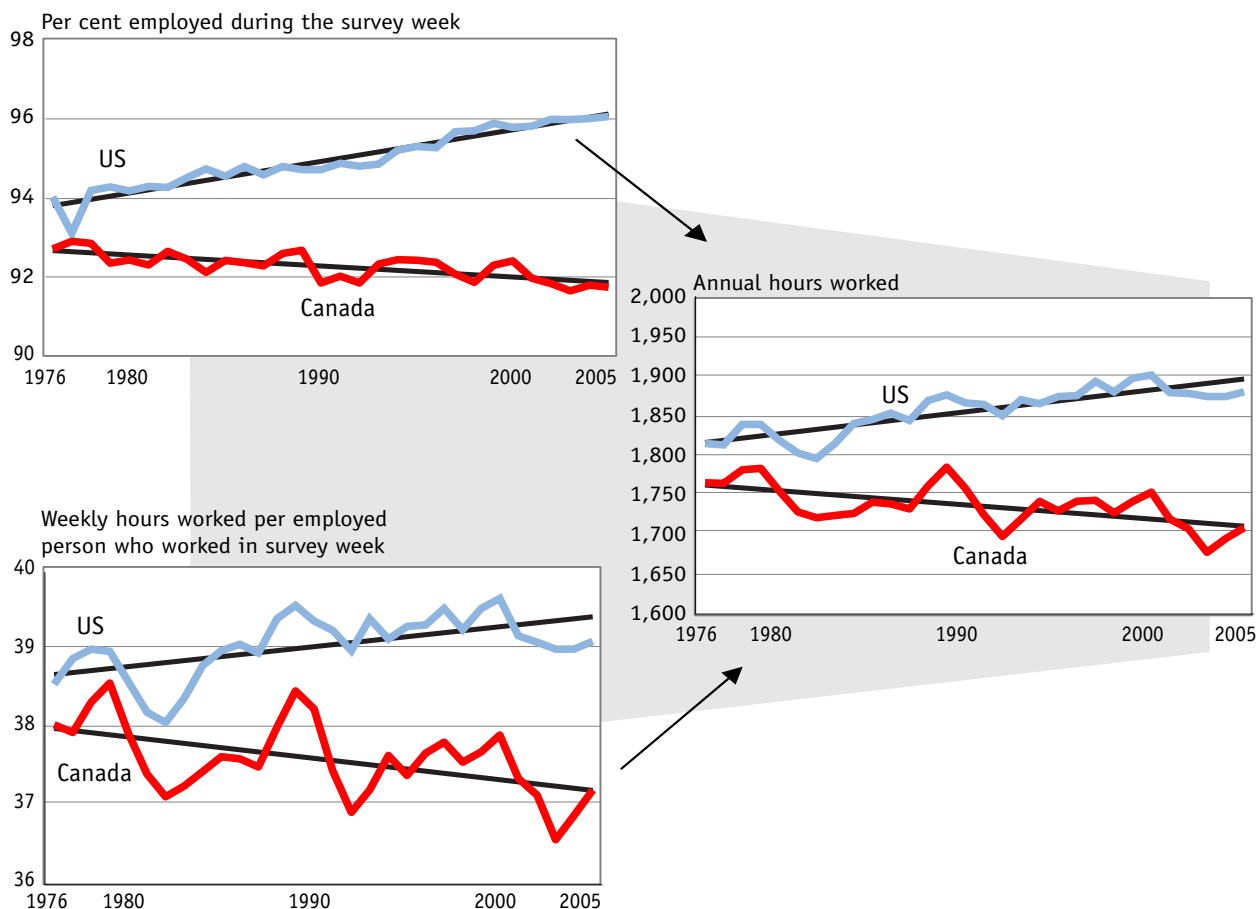 Per cent employed during the survey week
98
96
94
92
90
US
Canada
1976 1980 1990 2000 2005
Annual hours worked
2,000
1,950
1,900
1,850
1,800
1,750
1,700
1,650
1,600
US
Canada
1976 1980 1990 2000 2005
Weekly hours worked per employed
person who worked in survey week
40
39
38
37
36
US
Canada
1976 1980 1990 2000 2005